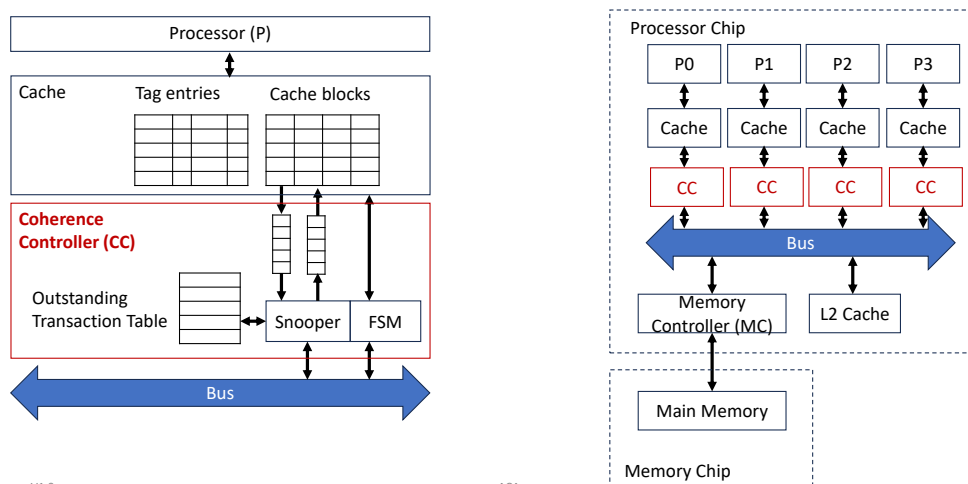 Processor (P)
Cache
Tag entries
Cache blocks
Coherence
Controller (CC)
Outstanding
Transaction Table
Snooper
FSM
Bus
Processor Chip
P0
P1
P2
P3
Cache
Cache
Cache
Cache
CC
CC
CC
CC
Bus
Memory
Controller (MC)
L2 Cache
Main Memory
Memory Chip